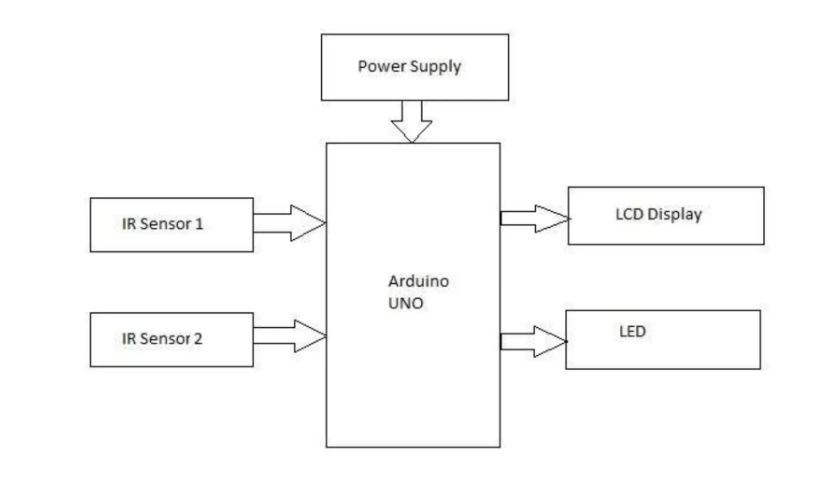 Power Supply
IR Sensor 1
LCD Display
Arduino
UNO
IR Sensor 2
LED